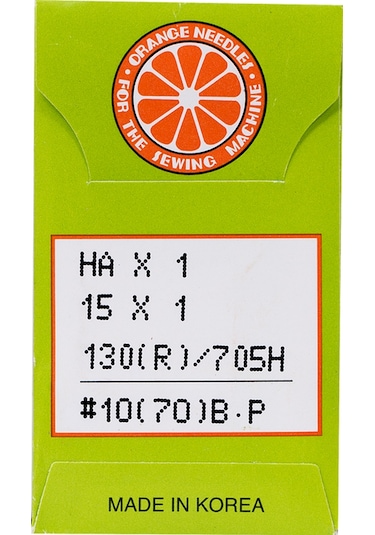 • ORANGE NEEDLES •
FOR THE SEWING MACHINE
HA X 1
15 X 1
130(R)/705H
#10(70)B·P
MADE IN KOREA